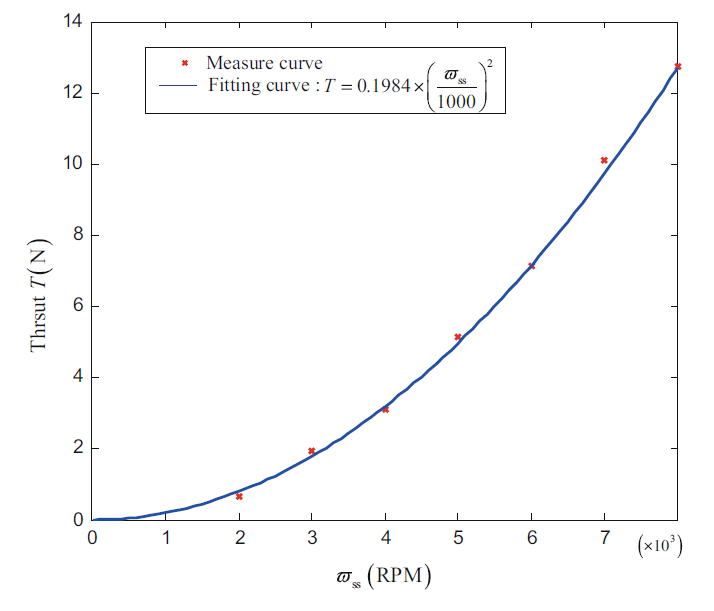 14
Measure curve
Fitting curve : T = 0.1984 × (ϖss / 1000)²
12
10
8
6
4
2
0
Thrsut T(N)
0 1 2 3 4 5 6 7 (×10³)
ϖss (RPM)